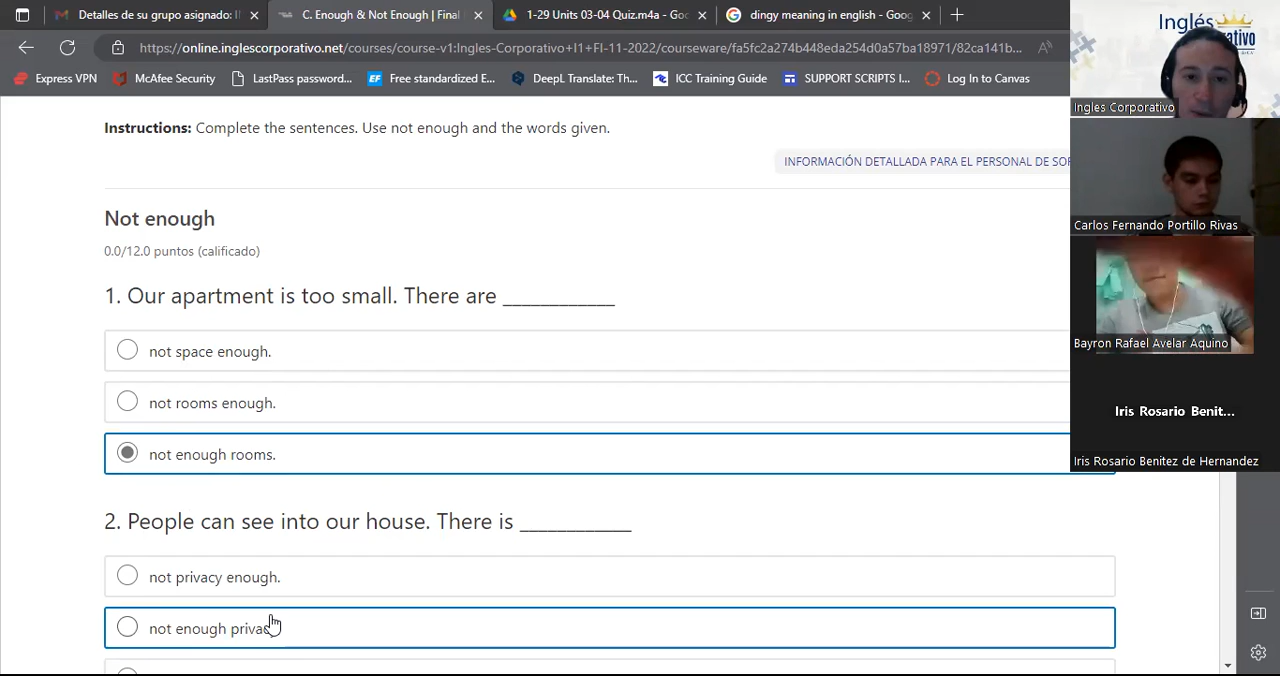 Detalles de su grupo asignado: I
C. Enough & Not Enough | Final
1-29 Units 03-04 Quiz.m4a - Goo
dingy meaning in english - Goog
https://online.inglescorporativo.net/courses/course-v1:Ingles-Corporativo+I1+FI-11-2022/courseware/fa5fc2a274b448eda254d0a57ba18971/82ca141b...
Express VPN
McAfee Security
LastPass password...
Free standardized E...
DeepL Translate: Th...
ICC Training Guide
SUPPORT SCRIPTS I...
Log In to Canvas
Instructions: Complete the sentences. Use not enough and the words given.
INFORMACIÓN DETALLADA PARA EL PERSONAL DE SOP
Not enough
0.0/12.0 puntos (calificado)
1. Our apartment is too small. There are ____________
not space enough.
not rooms enough.
not enough rooms.
2. People can see into our house. There is ____________
not privacy enough.
not enough privac
Inglés
Ingles Corporativo
Carlos Fernando Portillo Rivas
Bayron Rafael Avelar Aquino
Iris Rosario Benit...
Iris Rosario Benitez de Hernandez